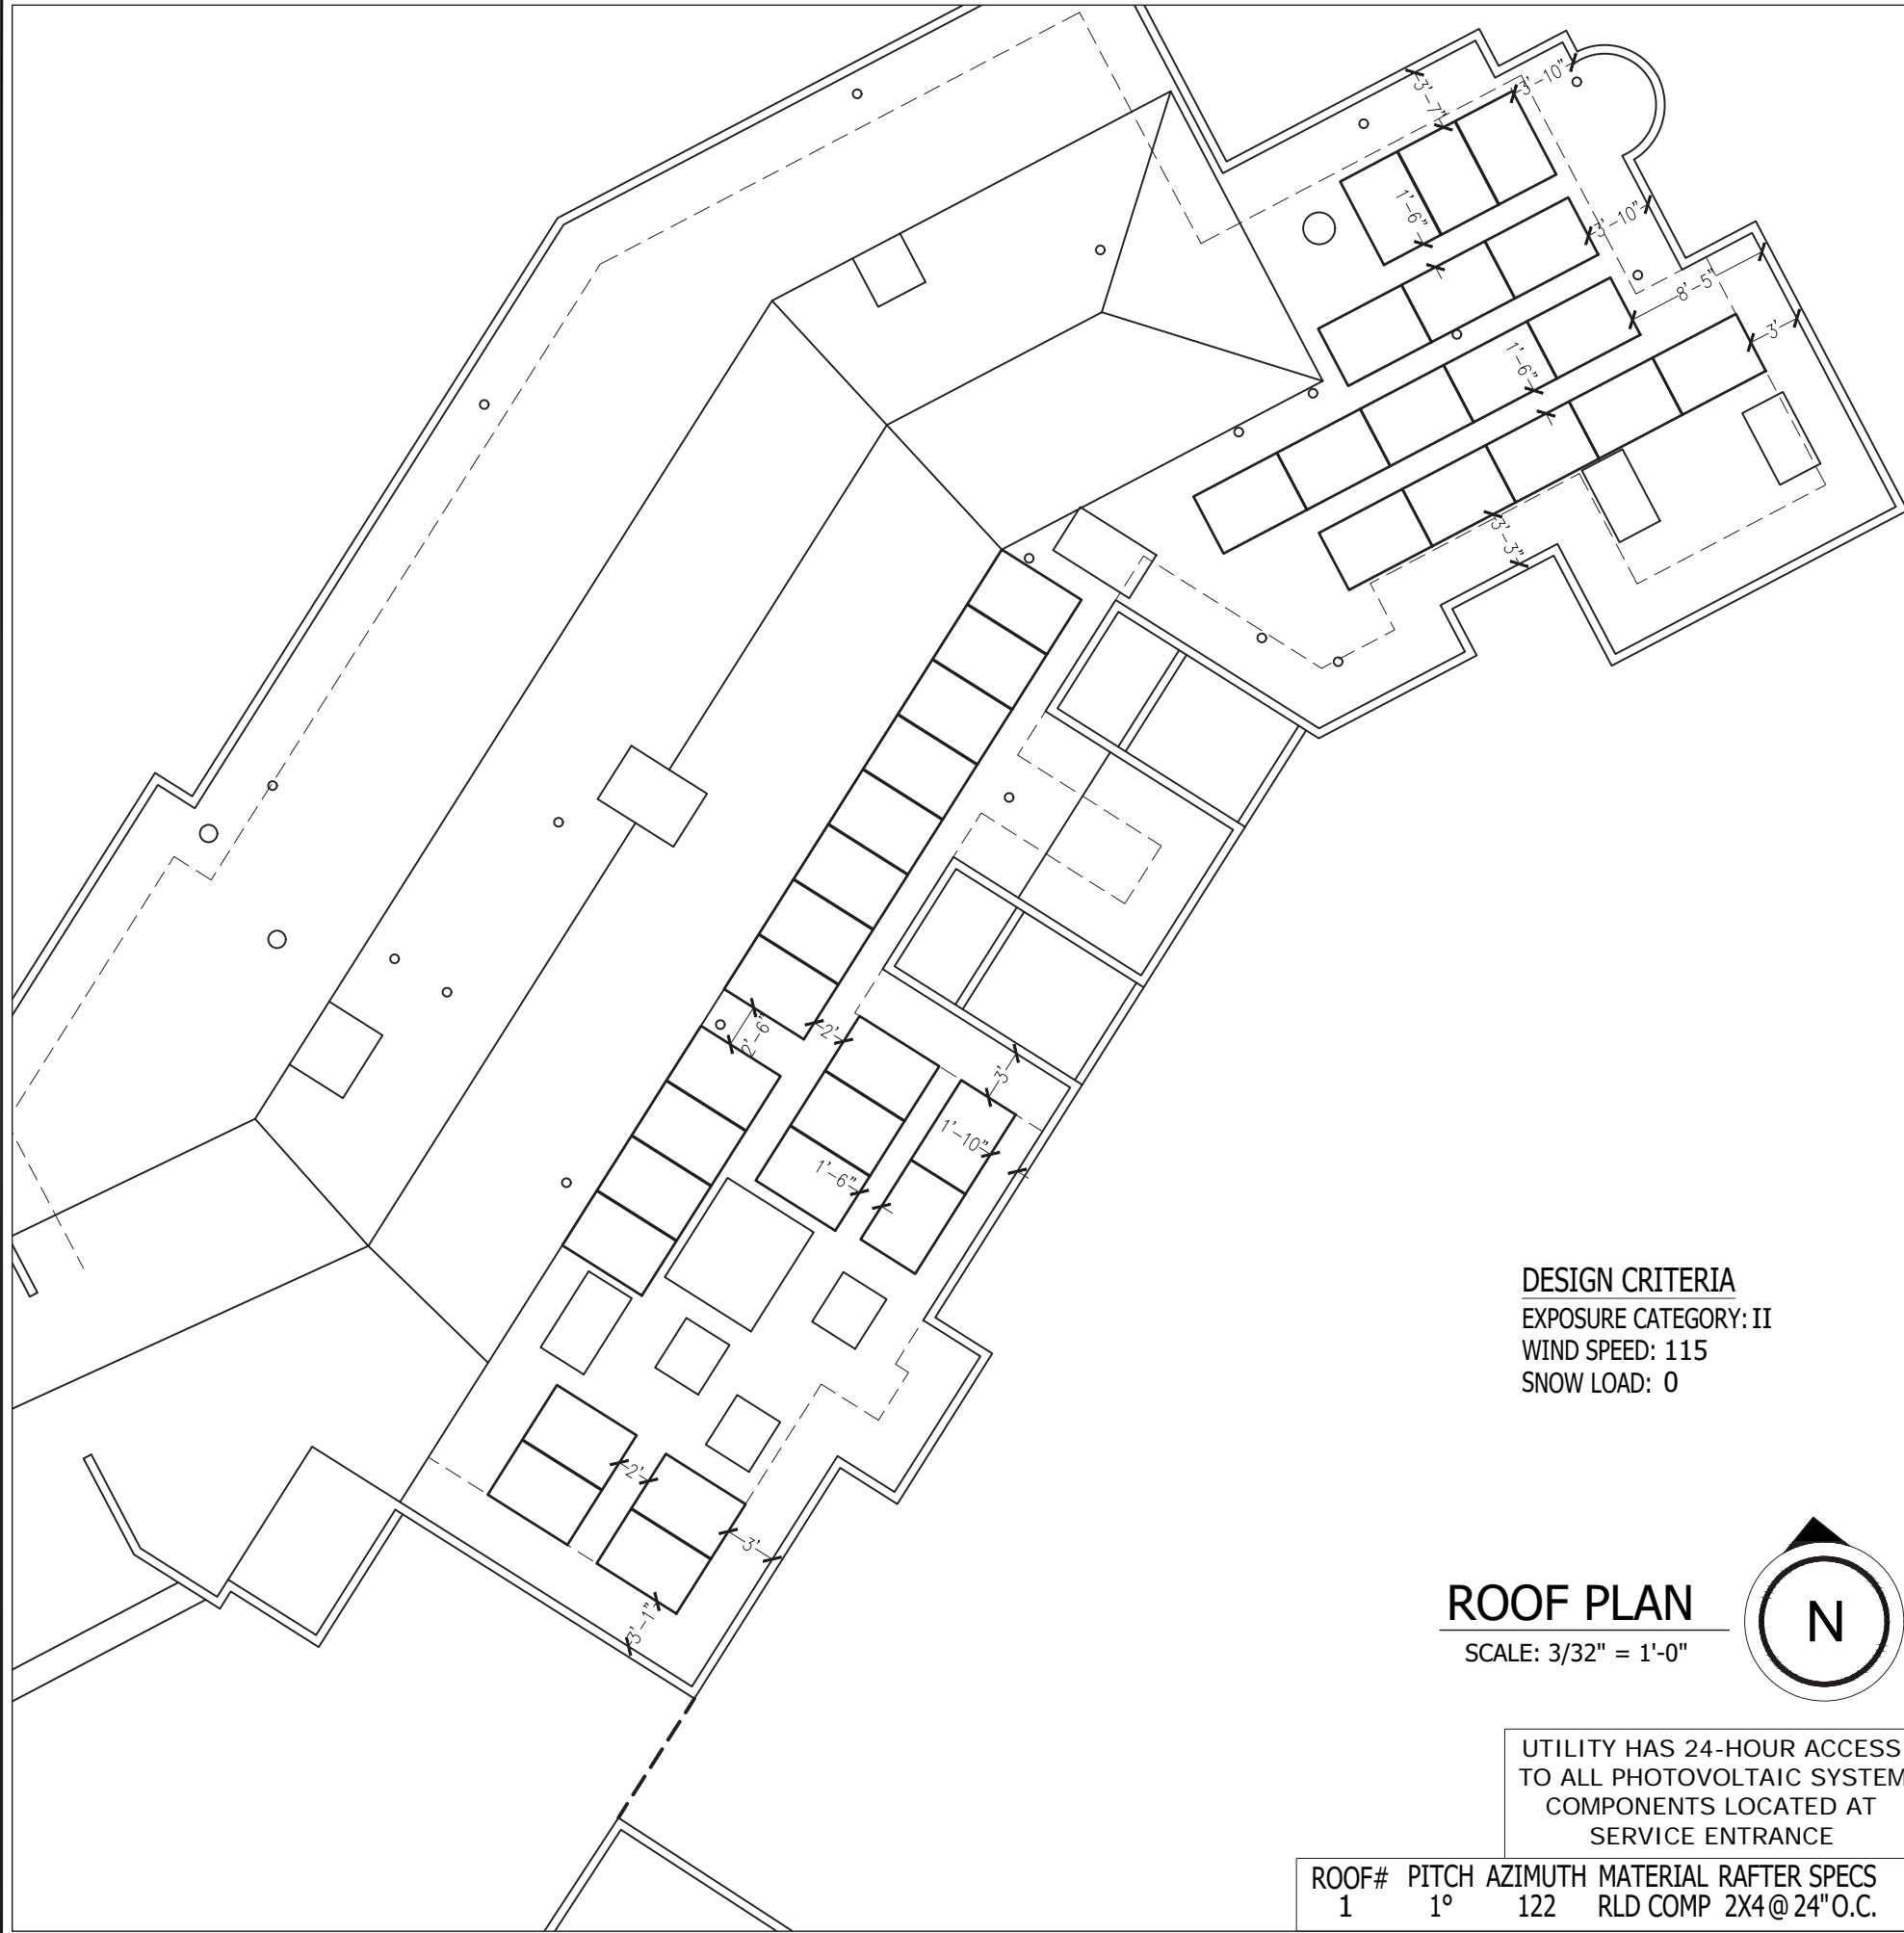 3'-7"
3'-10"
1'-6"
3'-10"
8'-5"
3'
1'-6"
3'-3"
2'-6"
2'
3'
1'-10"
1'-6"
2'
3'
3'-1"
DESIGN CRITERIA
EXPOSURE CATEGORY: II
WIND SPEED: 115
SNOW LOAD: 0
ROOF PLAN
SCALE: 3/32" = 1'-0"
N
UTILITY HAS 24-HOUR ACCESS
TO ALL PHOTOVOLTAIC SYSTEM
COMPONENTS LOCATED AT
SERVICE ENTRANCE
ROOF# PITCH AZIMUTH MATERIAL RAFTER SPECS
1 1° 122 RLD COMP 2X4@24"O.C.